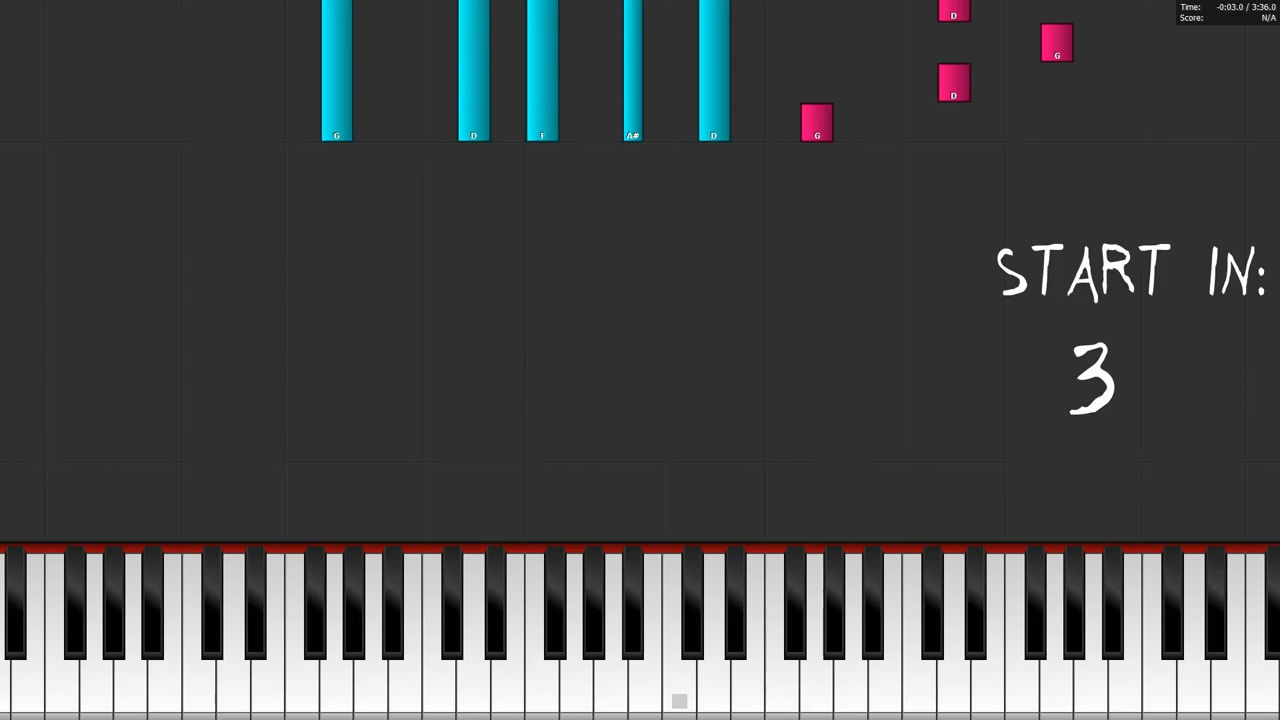 Time: -0:03.0 / 3:36.0
Score: N/A
D
G
D
G D F A# D G
START IN:
3